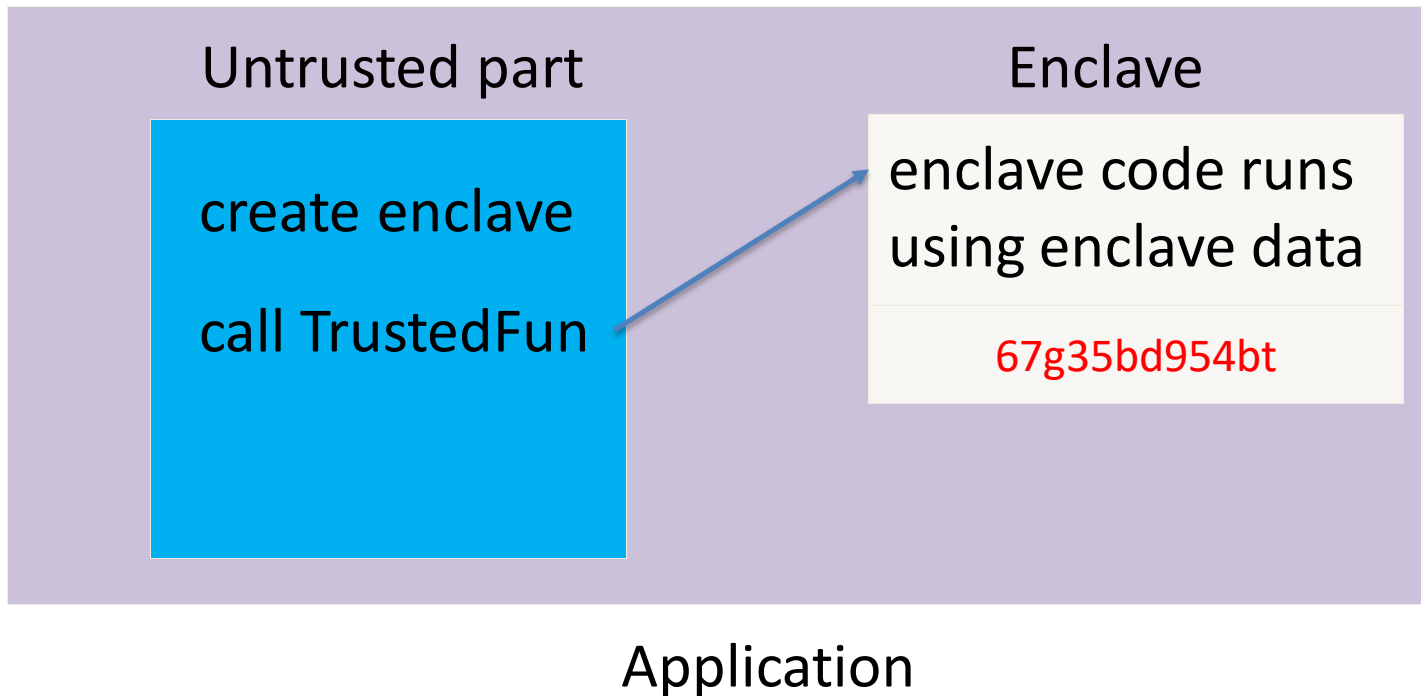 Untrusted part
create enclave
call TrustedFun
Enclave
enclave code runs
using enclave data
67g35bd954bt
Application